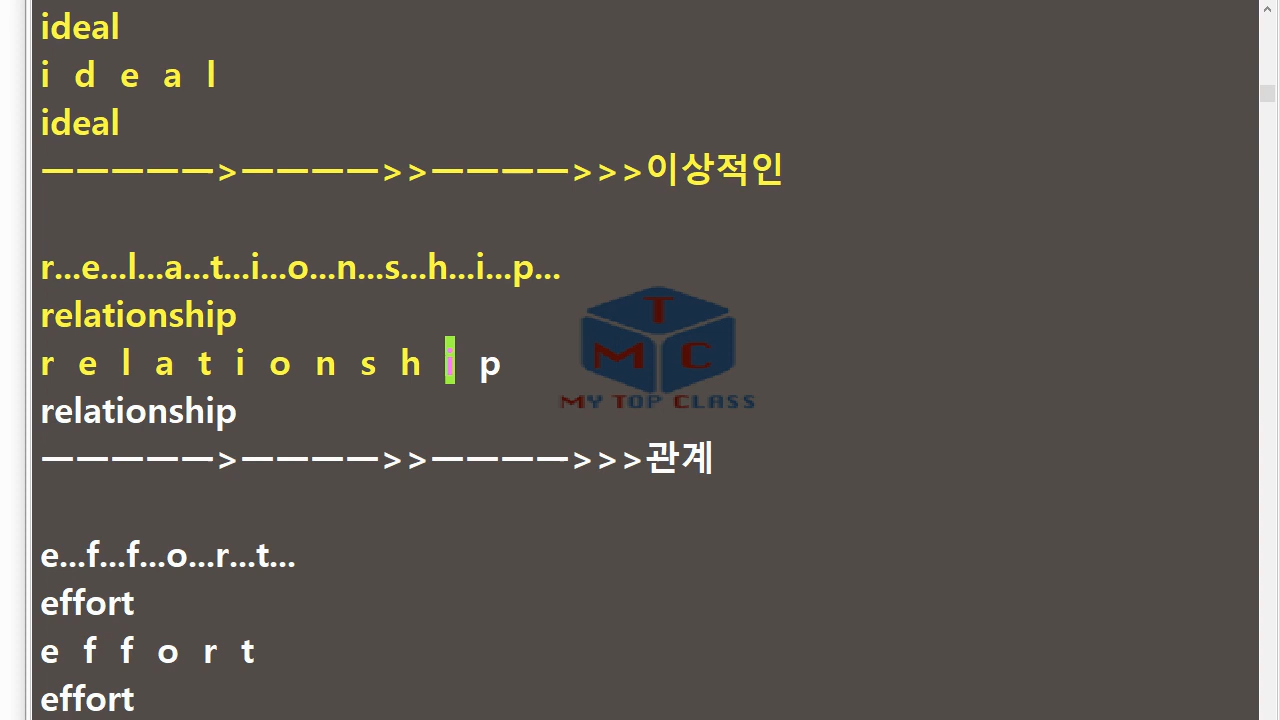 ideal
i d e a l
ideal
—————>————>>————>>>이상적인
r...e...l...a...t...i...o...n...s...h...i...p...
relationship
r e l a t i o n s h i p
relationship
—————>————>>————>>>관계
e...f...f...o...r...t...
effort
e f f o r t
effort
T
M C
MY TOP CLASS